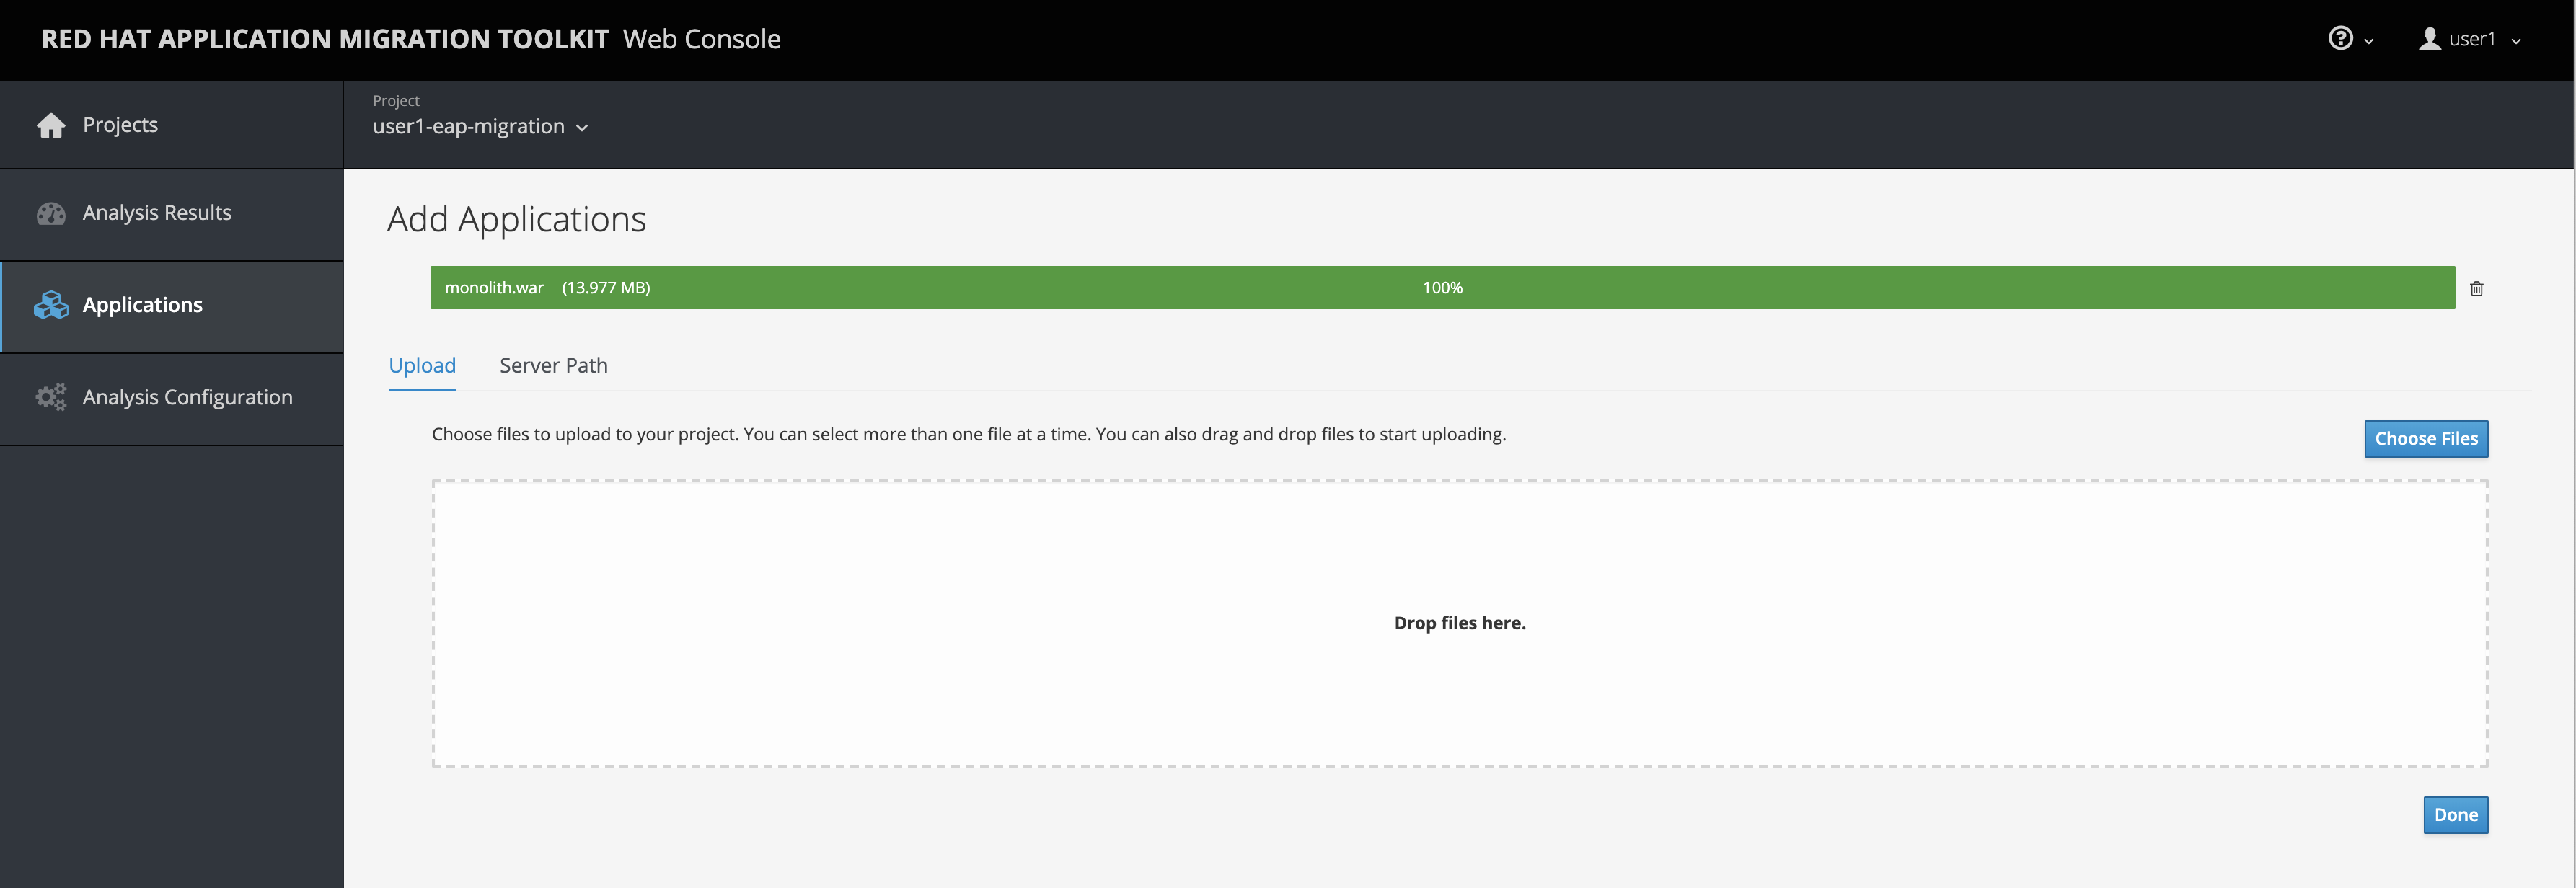 RED HAT APPLICATION MIGRATION TOOLKIT Web Console
user1
Projects
Project
user1-eap-migration
Analysis Results
Applications
Analysis Configuration
Add Applications
monolith.war (13.977 MB) 100%
Upload Server Path
Choose files to upload to your project. You can select more than one file at a time. You can also drag and drop files to start uploading.
Choose Files
Drop files here.
Done